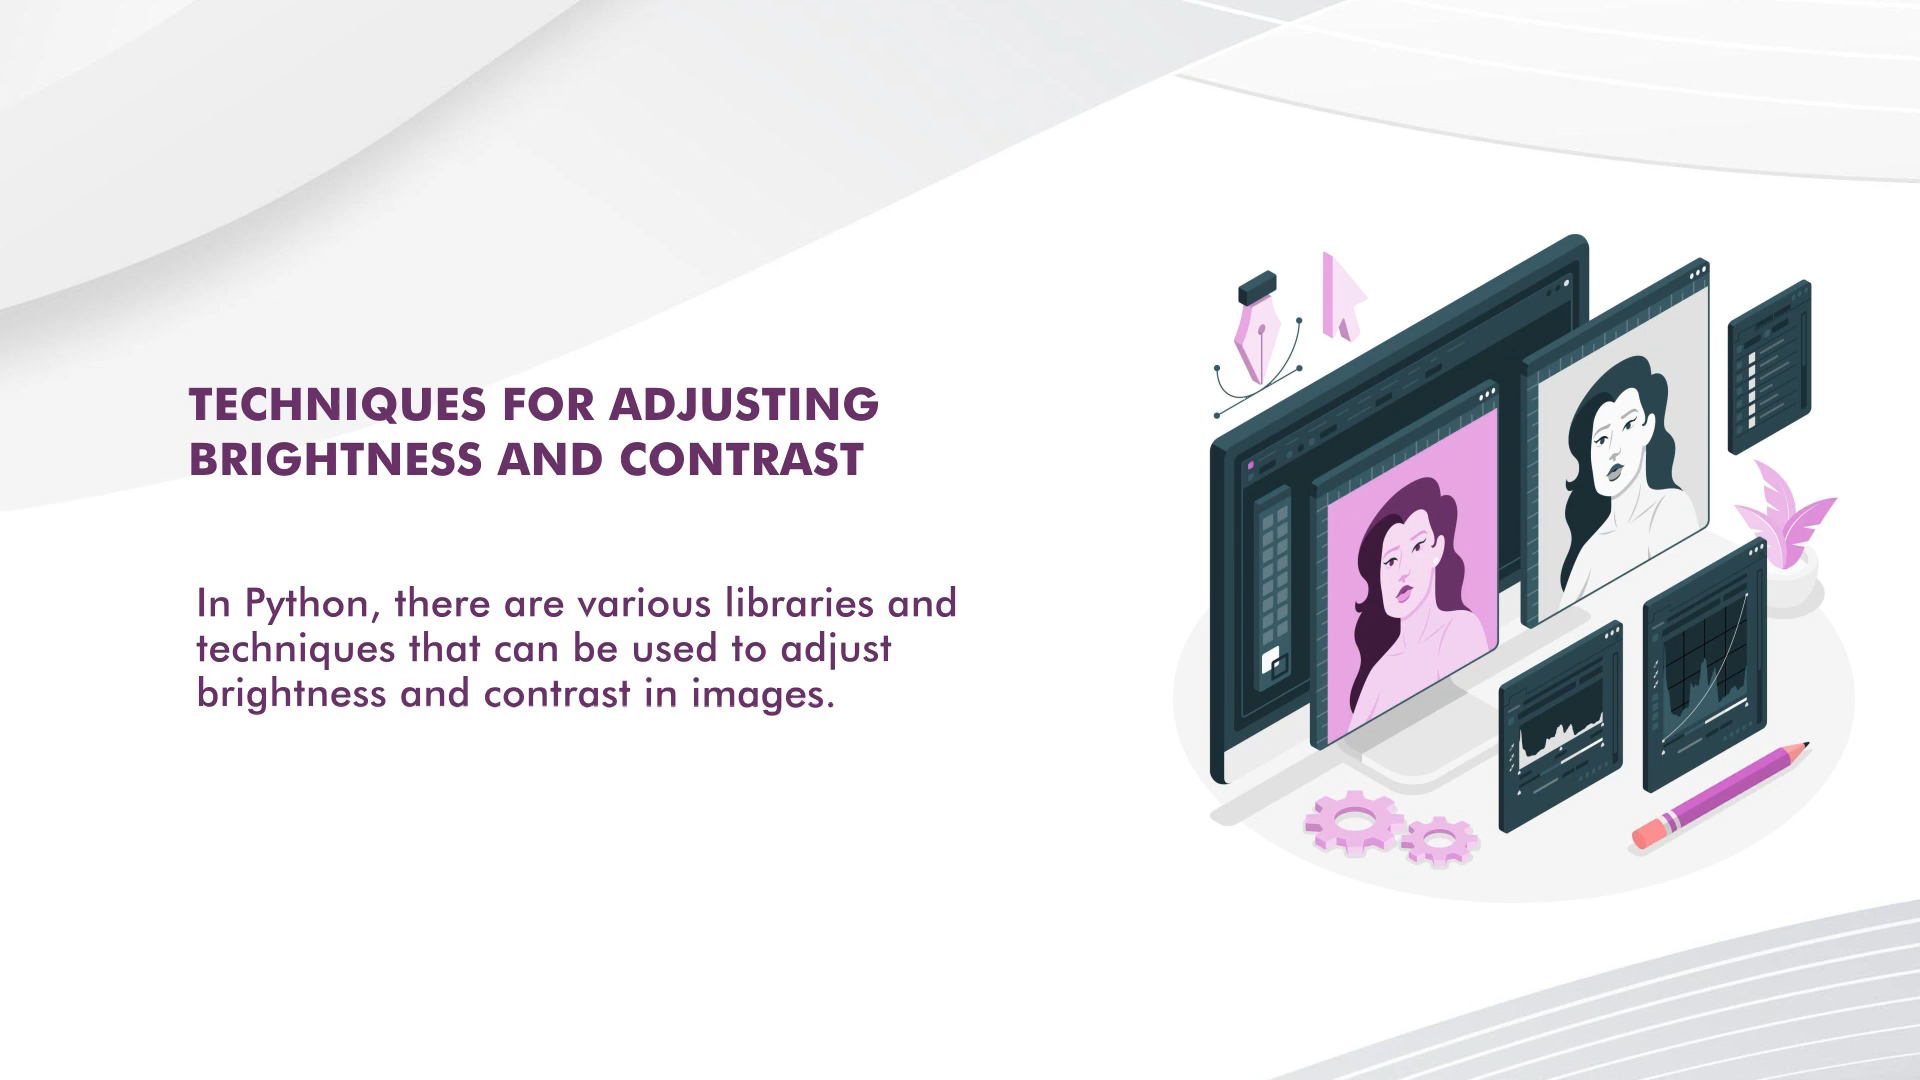 TECHNIQUES FOR ADJUSTING
BRIGHTNESS AND CONTRAST
In Python, there are various libraries and
techniques that can be used to adjust
brightness and contrast in images.